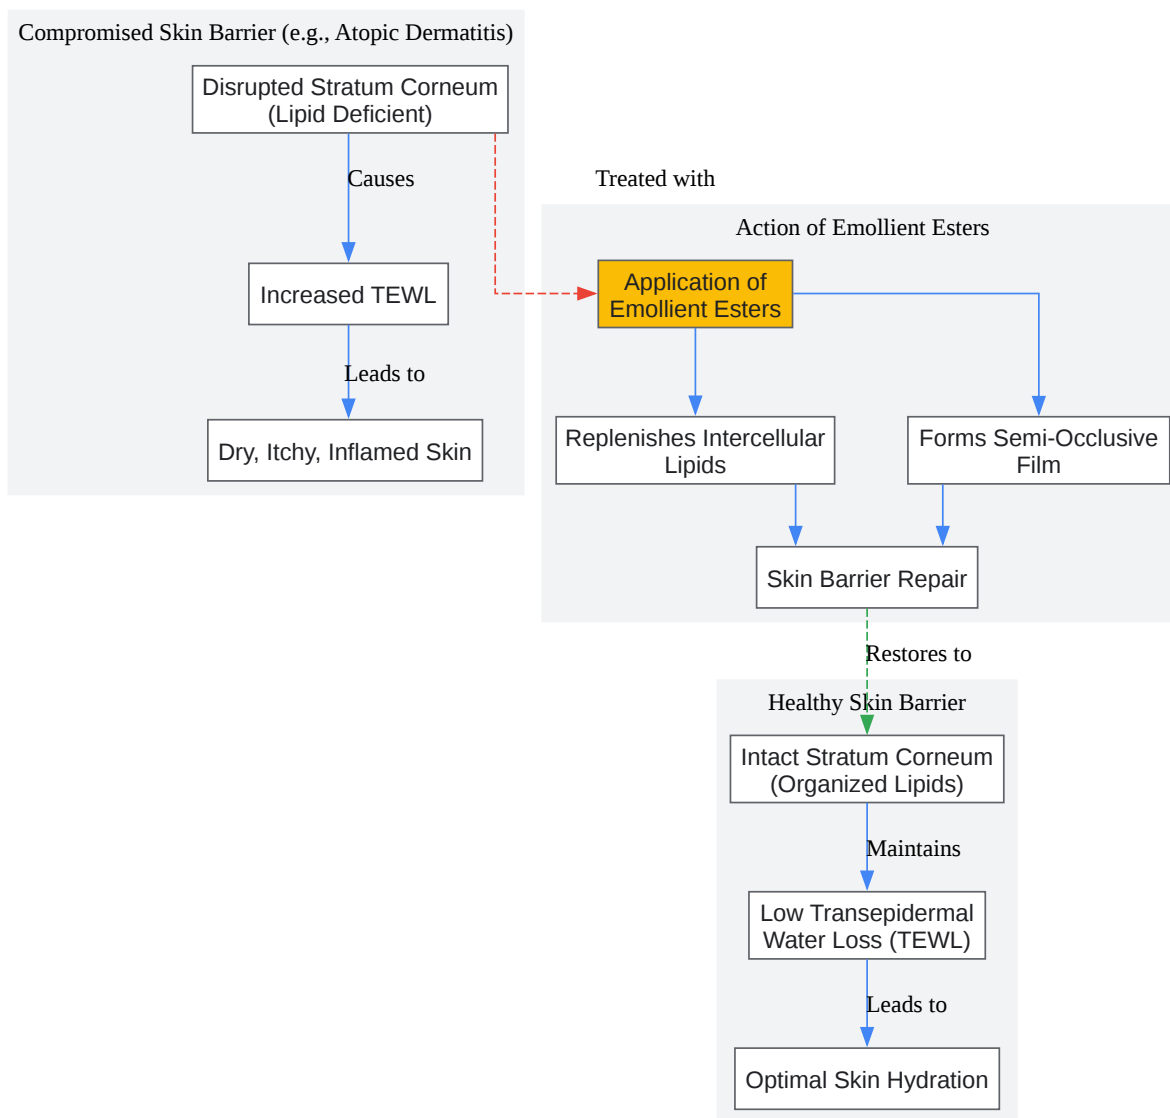 Compromised Skin Barrier (e.g., Atopic Dermatitis)
Disrupted Stratum Corneum
(Lipid Deficient)
Causes
Increased TEWL
Leads to
Dry, Itchy, Inflamed Skin
Treated with
Action of Emollient Esters
Application of
Emollient Esters
Replenishes Intercellular
Lipids
Forms Semi-Occlusive
Film
Skin Barrier Repair
Restores to
Healthy Skin Barrier
Intact Stratum Corneum
(Organized Lipids)
Maintains
Low Transepidermal
Water Loss (TEWL)
Leads to
Optimal Skin Hydration